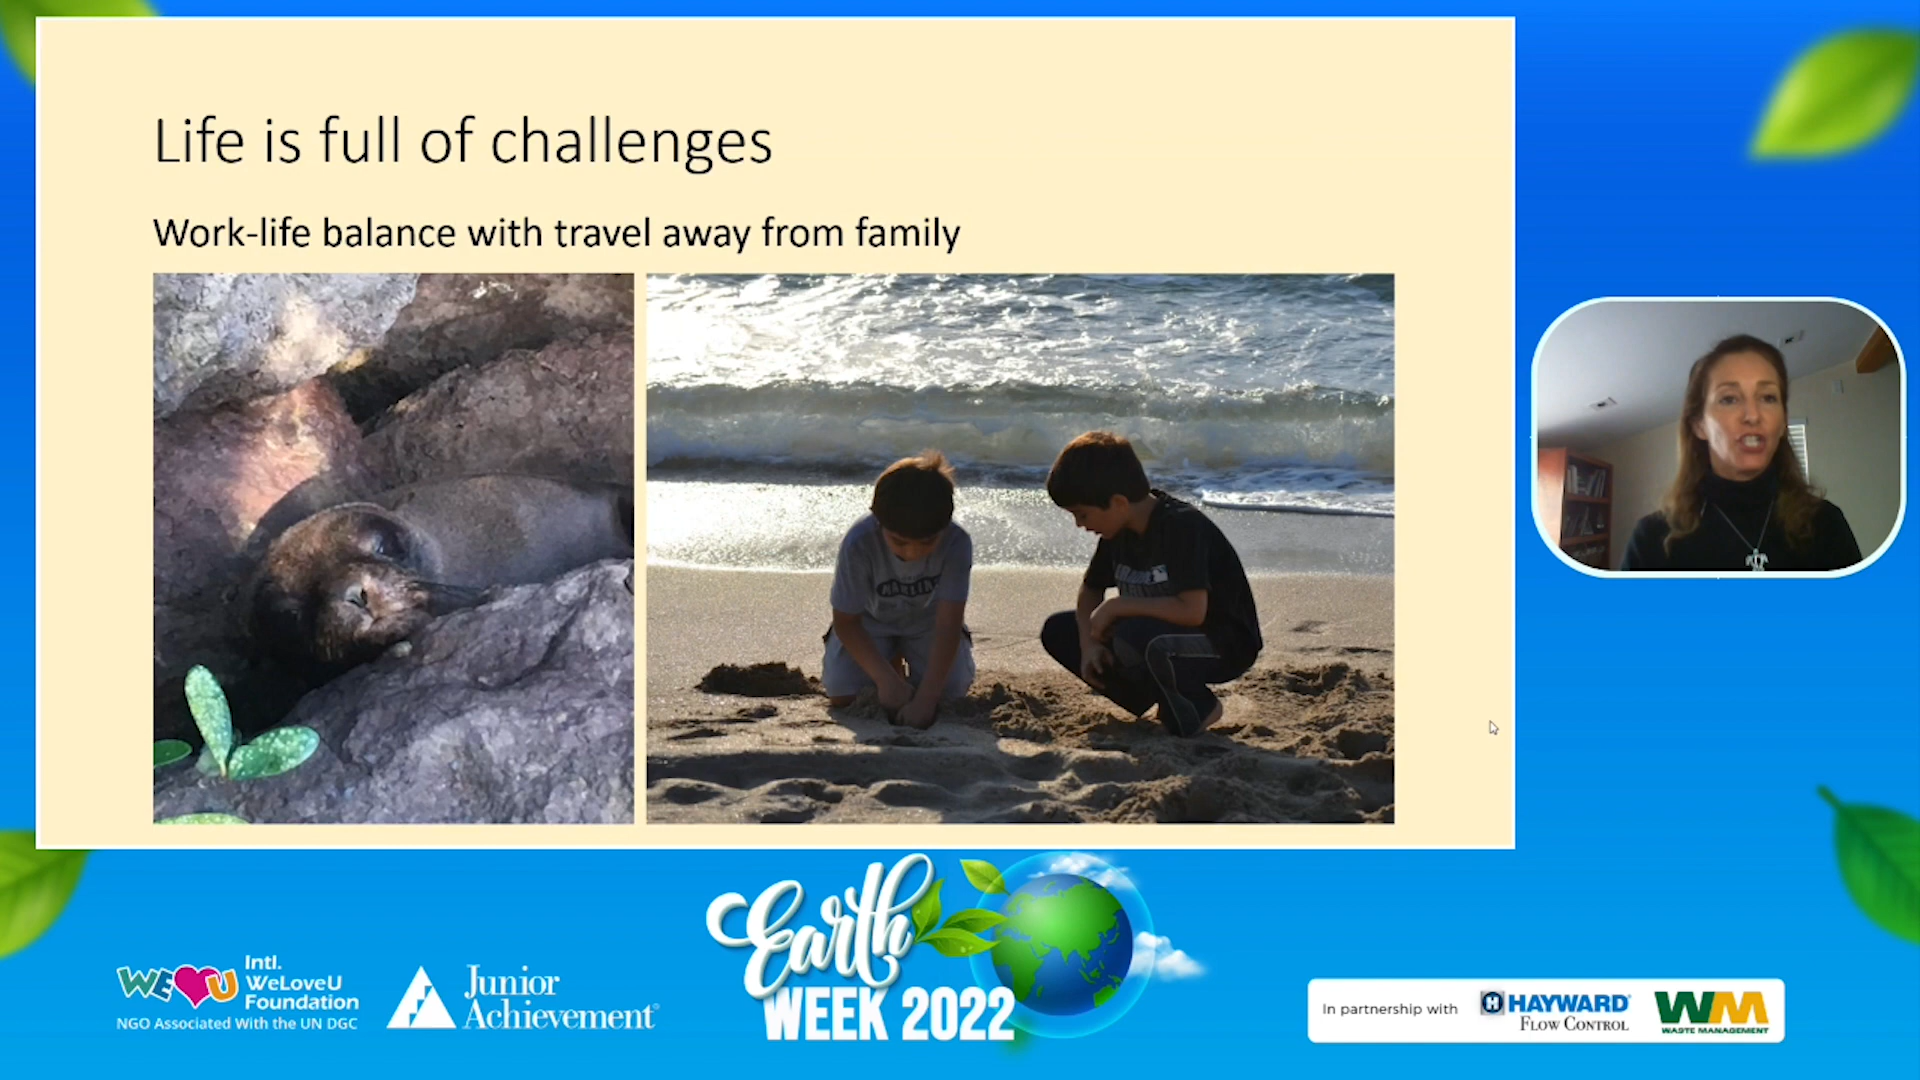 Life is full of challenges
Work-life balance with travel away from family
Earth
WEEK 2022
WE U
Intl.
WeLoveU
Foundation
NGO Associated With the UN DGC
Junior
Achievement
In partnership with
HAYWARD
FLOW CONTROL
WM
WASTE MANAGEMENT